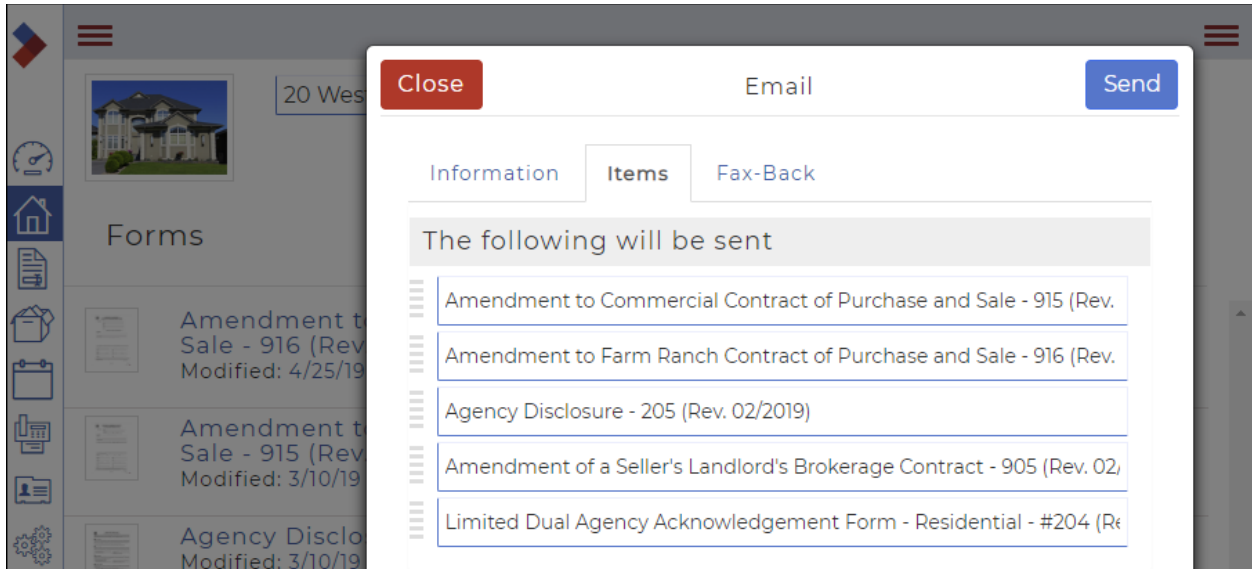 20 Wes
Close
Email
Send
Information
Items
Fax-Back
Forms
The following will be sent
Amendment to Commercial Contract of Purchase and Sale - 915 (Rev.
Amendment to Farm Ranch Contract of Purchase and Sale - 916 (Rev.
Agency Disclosure - 205 (Rev. 02/2019)
Amendment of a Seller's Landlord's Brokerage Contract - 905 (Rev. 02/
Limited Dual Agency Acknowledgement Form - Residential - #204 (Re
Amendment t
Sale - 916 (Rev
Modified: 4/25/19
Amendment t
Sale - 915 (Rev.
Modified: 3/10/19
Agency Disclo
Modified: 3/10/19